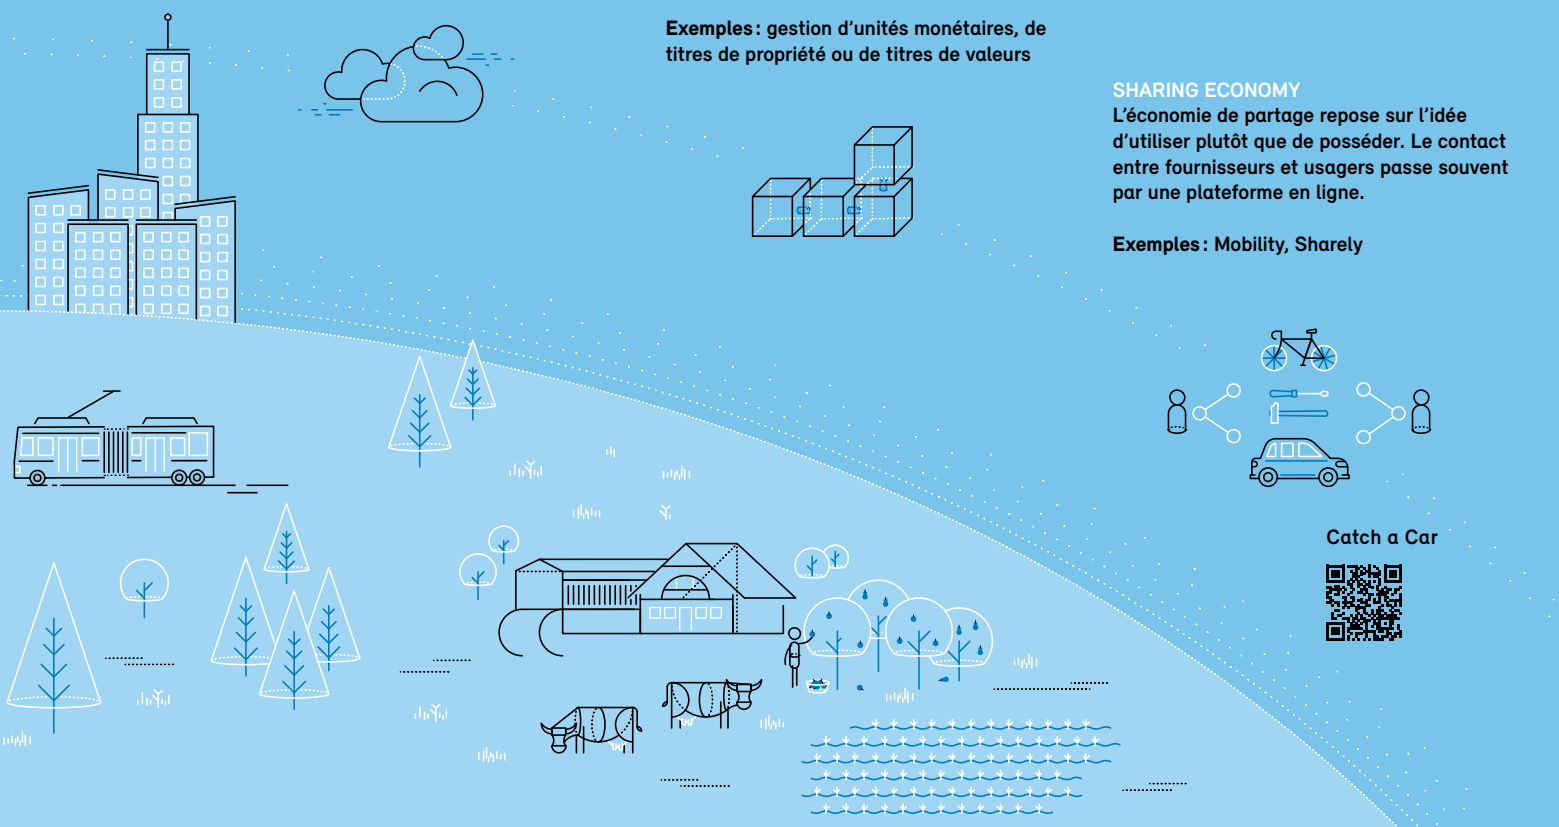 Exemples : gestion d’unités monétaires, de
titres de propriété ou de titres de valeurs
SHARING ECONOMY
L’économie de partage repose sur l’idée
d’utiliser plutôt que de posséder. Le contact
entre fournisseurs et usagers passe souvent
par une plateforme en ligne.
Exemples : Mobility, Sharely
Catch a Car